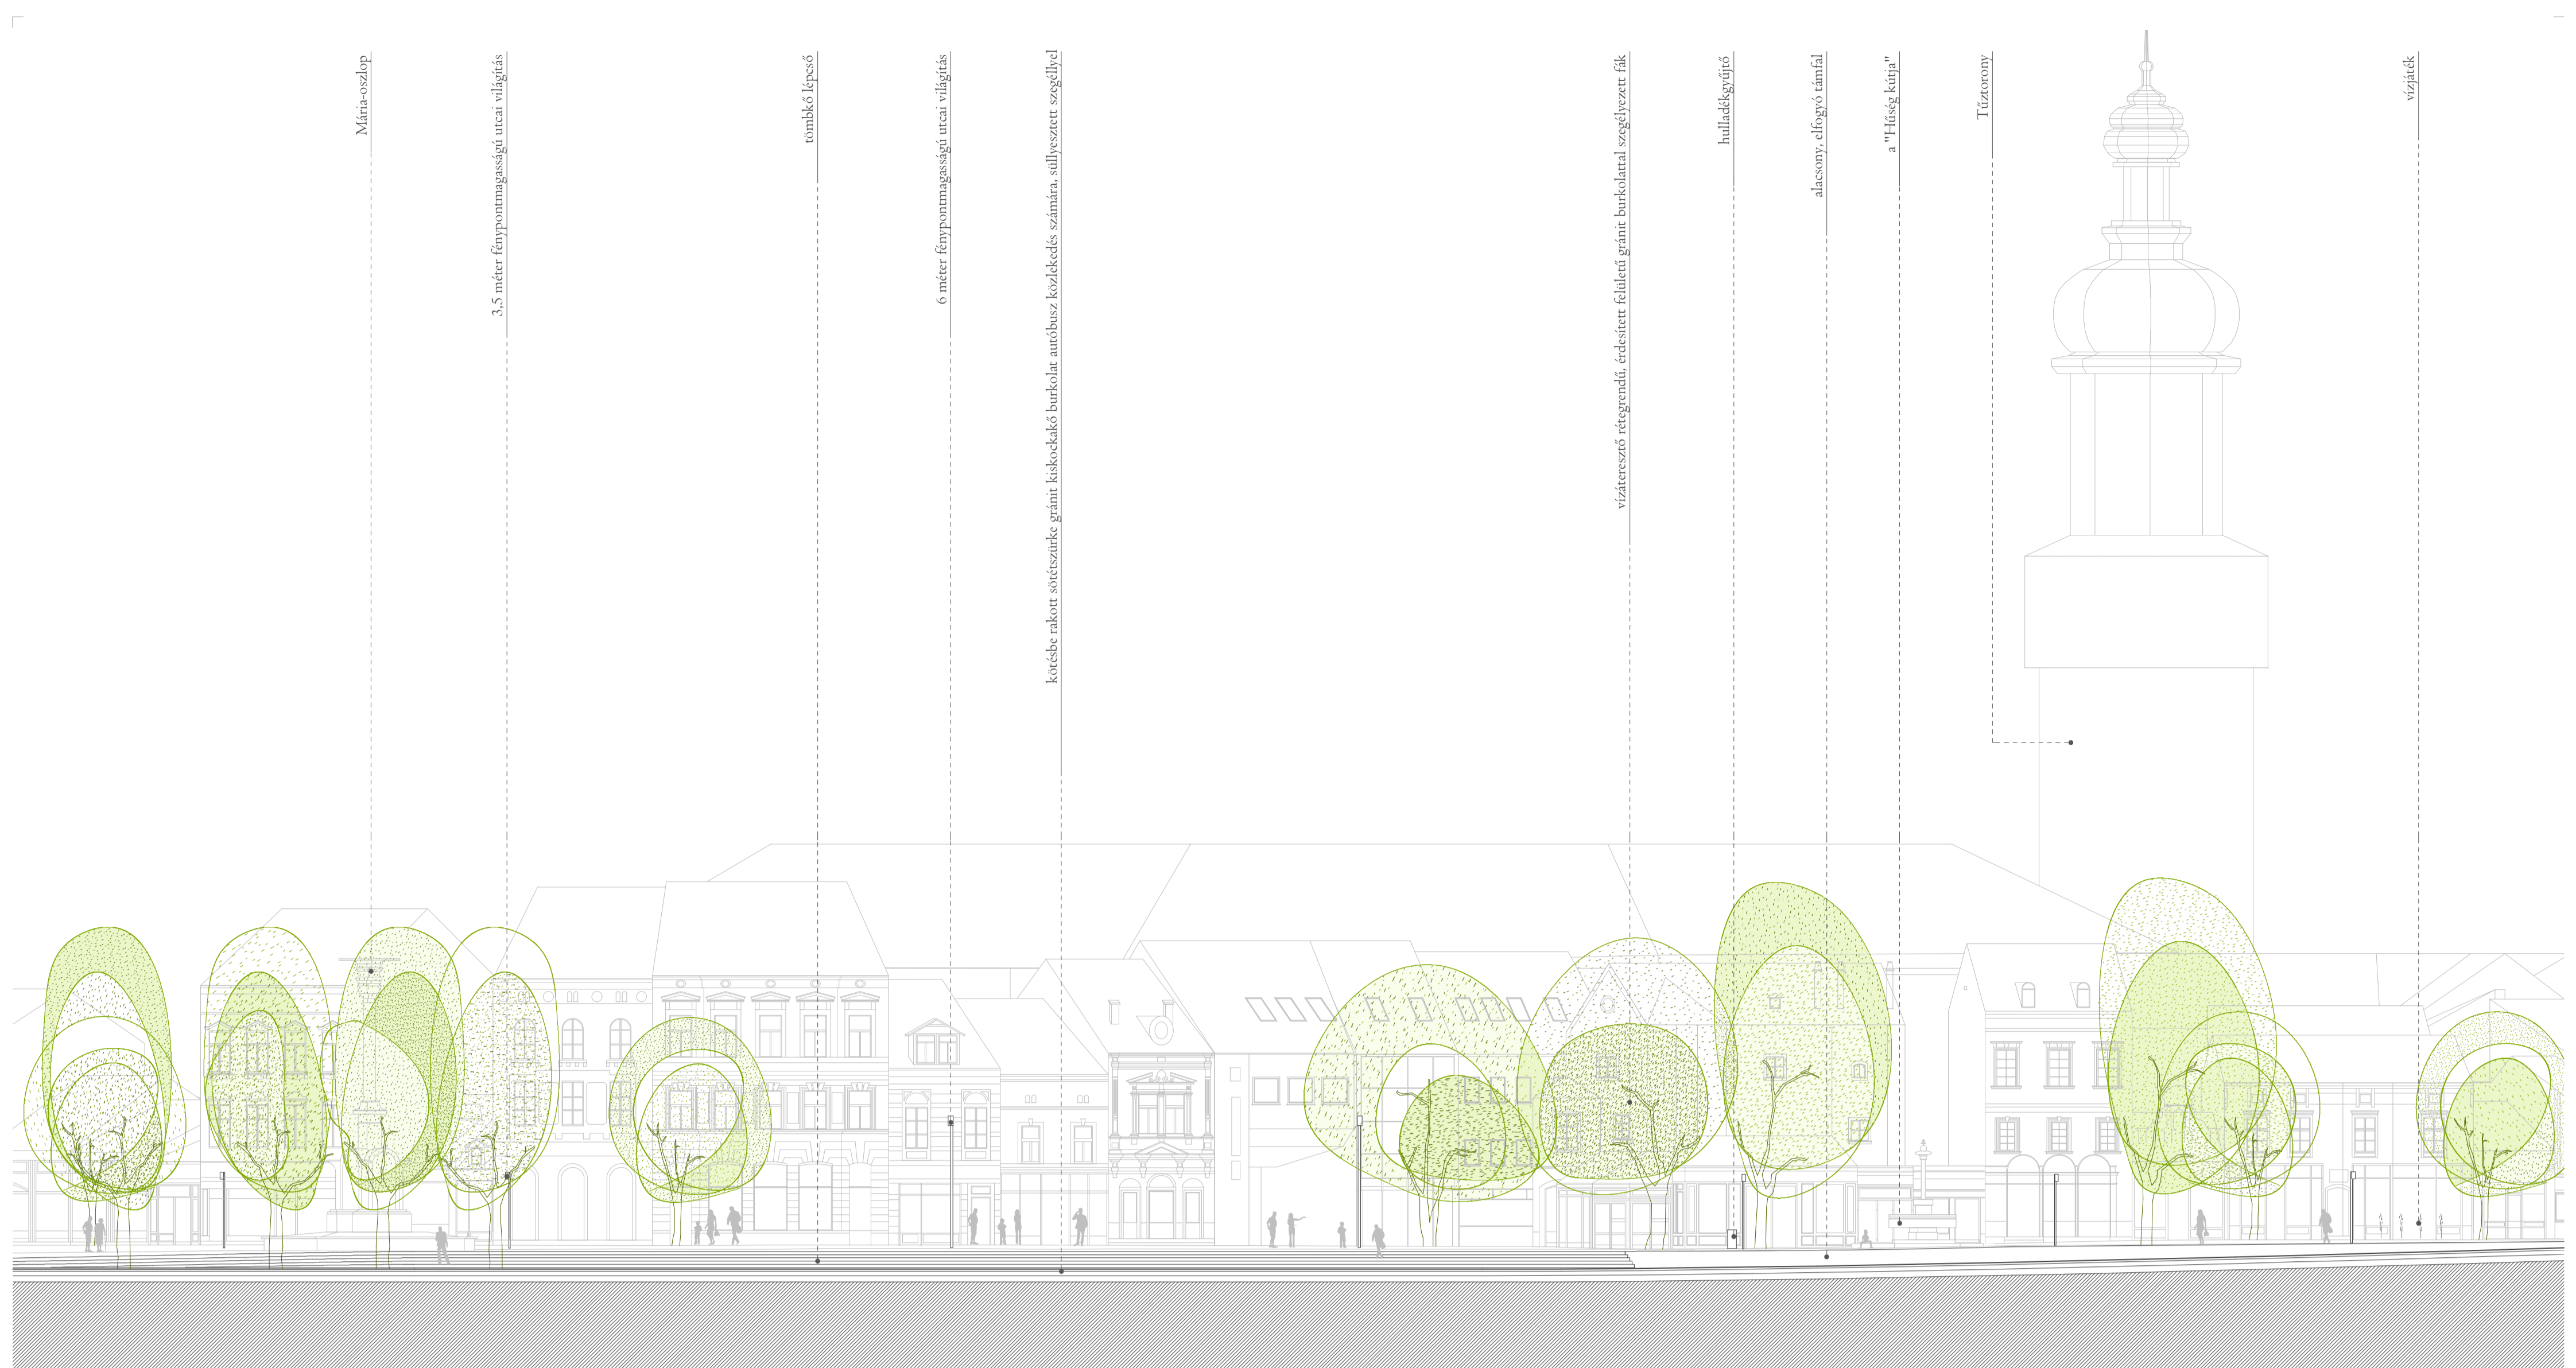 Mária-oszlop
3,5 méter fénypontmagasságú utcai világítás
tömbkő lépcső
6 méter fénypontmagasságú utcai világítás
kötésbe rakott sötétszürke gránit kiskockakő burkolat autóbusz közlekedés számára, süllyesztett szegéllyel
vízáteresztő rétegrendű, érdesített felületű gránit burkolattal szegélyezett fák
hulladékgyűjtő
alacsony, elfogyó támfal
a "Hűség kútja"
Tűztorony
vízjáték